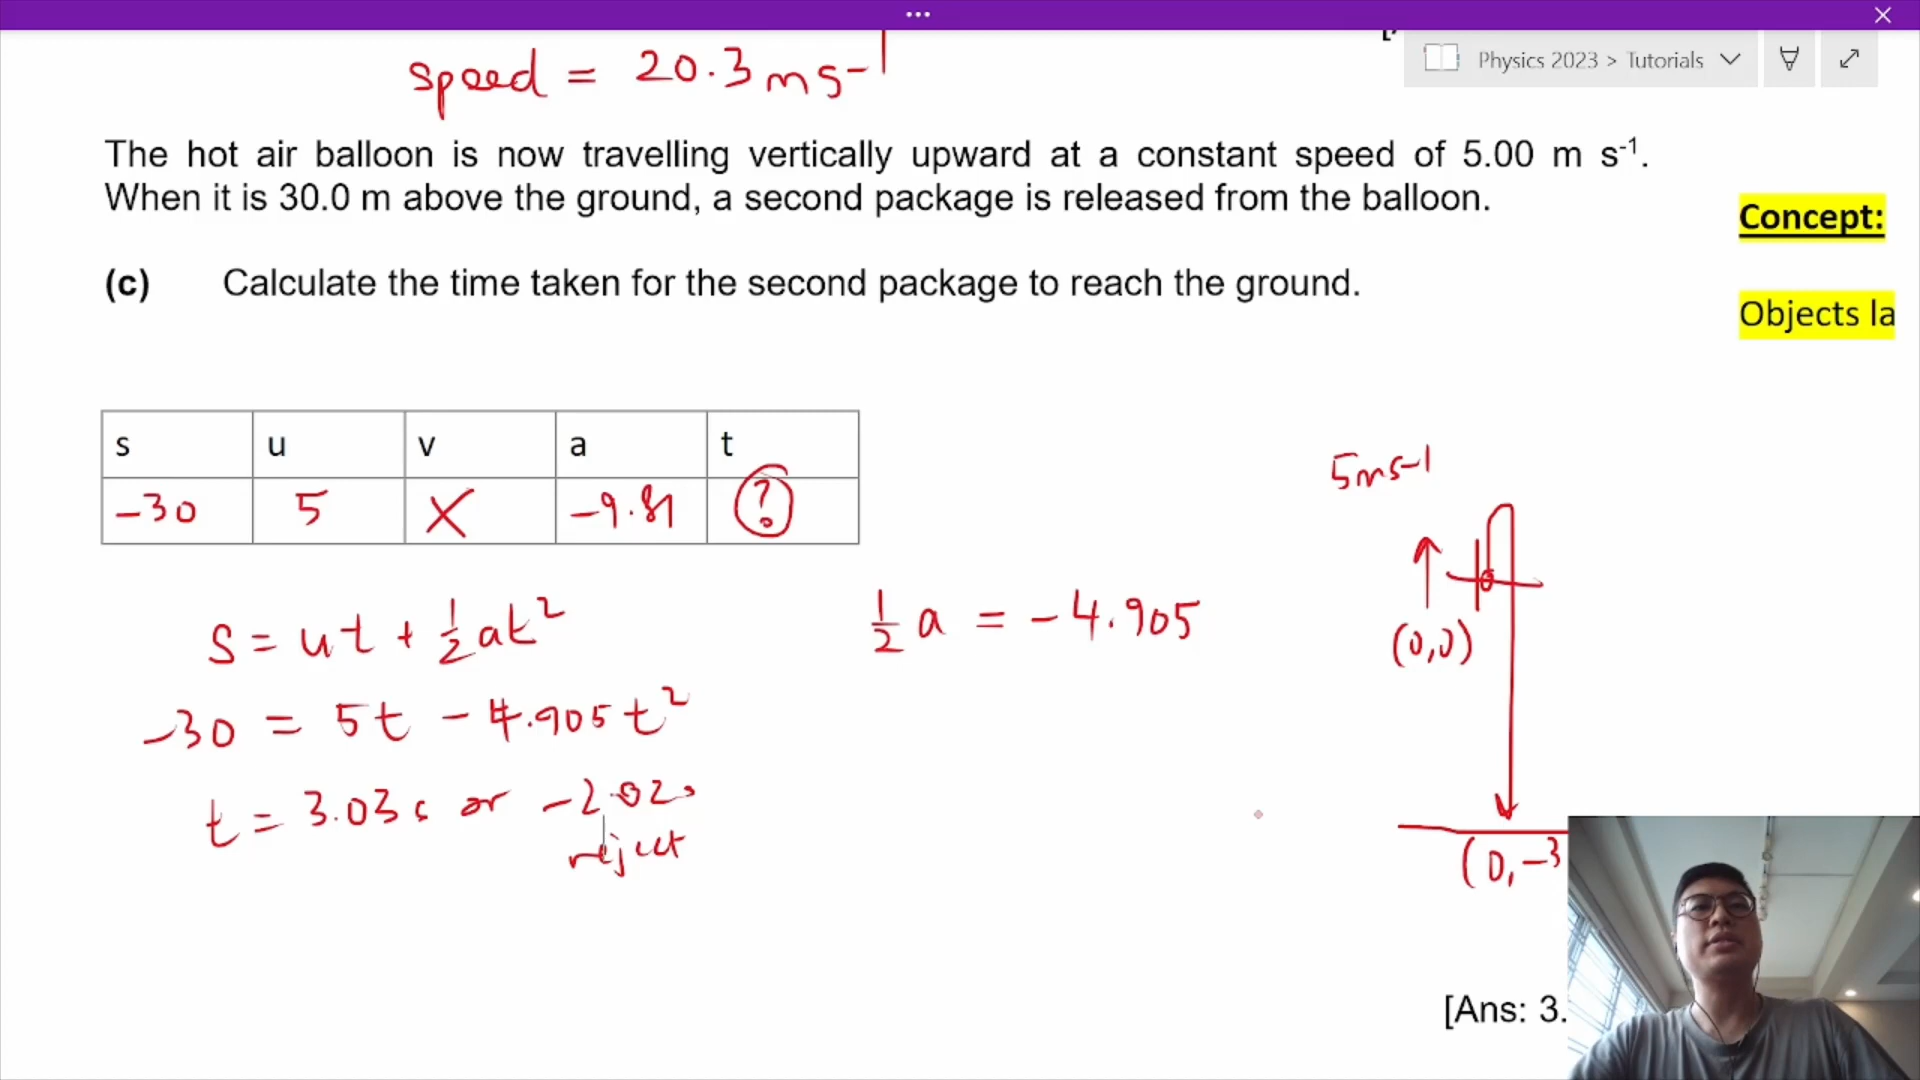 speed = 20.3 ms-1
Physics 2023 > Tutorials
The hot air balloon is now travelling vertically upward at a constant speed of 5.00 m s-1.
When it is 30.0 m above the ground, a second package is released from the balloon.
Concept:
(c) Calculate the time taken for the second package to reach the ground.
Objects la
s u v a t
-30 5 X -9.81 ?
5ms-1
s = ut + 1/2 at²
1/2 a = -4.905
(0,0)
-30 = 5t - 4.905t²
t = 3.03s or -2.02s
reject
(0,-3
[Ans: 3.